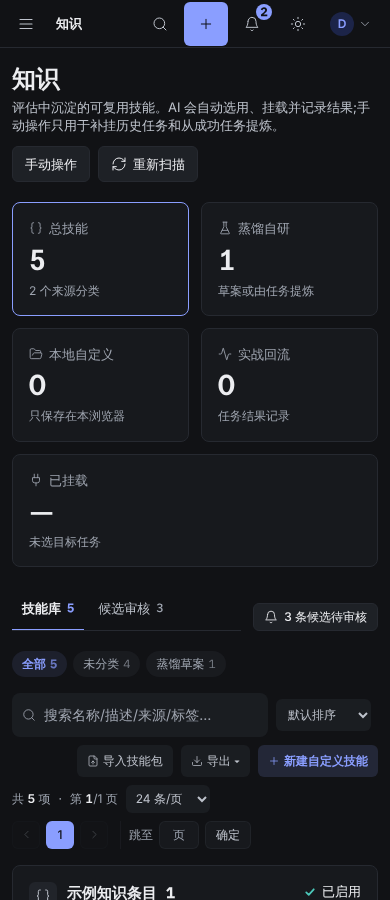 知识
2
D
知识
评估中沉淀的可复用技能。AI 会自动选用、挂载并记录结果;手
动操作只用于补挂历史任务和从成功任务提炼。
手动操作
重新扫描
总技能
5
2 个来源分类
蒸馏自研
1
草案或由任务提炼
本地自定义
0
只保存在本浏览器
实战回流
0
任务结果记录
已挂载
—
未选目标任务
技能库 5
候选审核 3
3 条候选待审核
全部 5
未分类 4
蒸馏草案 1
搜索名称/描述/来源/标签...
默认排序
导入技能包
导出
新建自定义技能
共 5 项 · 第 1/1 页
24 条/页
1
跳至
页
确定
示例知识条目 1
已启用